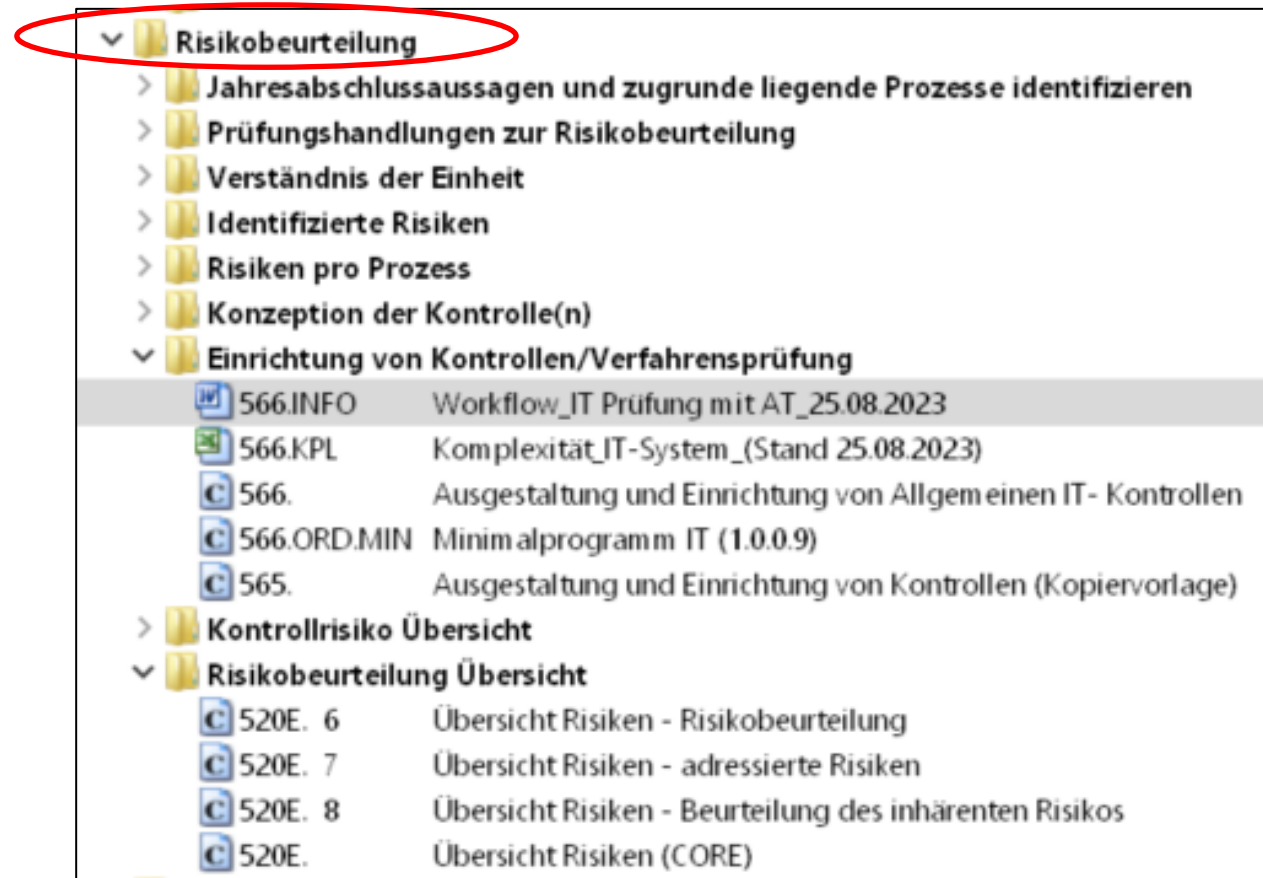 Risikobeurteilung
Jahresabschlussaussagen und zugrunde liegende Prozesse identifizieren
Prüfungshandlungen zur Risikobeurteilung
Verständnis der Einheit
Identifizierte Risiken
Risiken pro Prozess
Konzeption der Kontrolle(n)
Einrichtung von Kontrollen/Verfahrensprüfung
566.INFO Workflow_IT Prüfung mit AT_25.08.2023
566.KPL Komplexität_IT-System_(Stand 25.08.2023)
566. Ausgestaltung und Einrichtung von Allgemeinen IT- Kontrollen
566.ORD.MIN Minimalprogramm IT (1.0.0.9)
565. Ausgestaltung und Einrichtung von Kontrollen (Kopiervorlage)
Kontrollrisiko Übersicht
Risikobeurteilung Übersicht
520E. 6 Übersicht Risiken - Risikobeurteilung
520E. 7 Übersicht Risiken - adressierte Risiken
520E. 8 Übersicht Risiken - Beurteilung des inhärenten Risikos
520E. Übersicht Risiken (CORE)